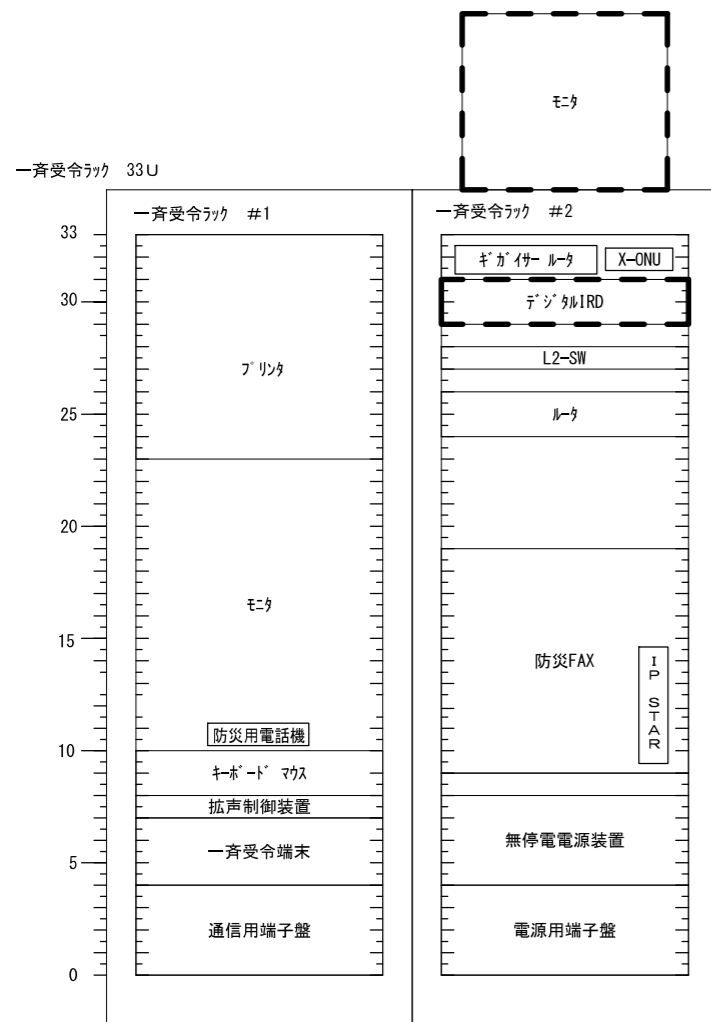 モニタ
一斉受令ラック 33U
一斉受令ラック #1
一斉受令ラック #2
33
30
25
20
15
10
5
0
プリンタ
モニタ
防災用電話機
キーボード マウス
拡声制御装置
一斉受令端末
通信用端子盤
ギガイサー ルータ
X-ONU
デジタルIRD
L2-SW
ルータ
防災FAX
IP STAR
無停電電源装置
電源用端子盤